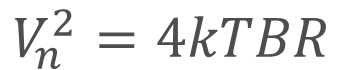 V_n^2 = 4kTBR